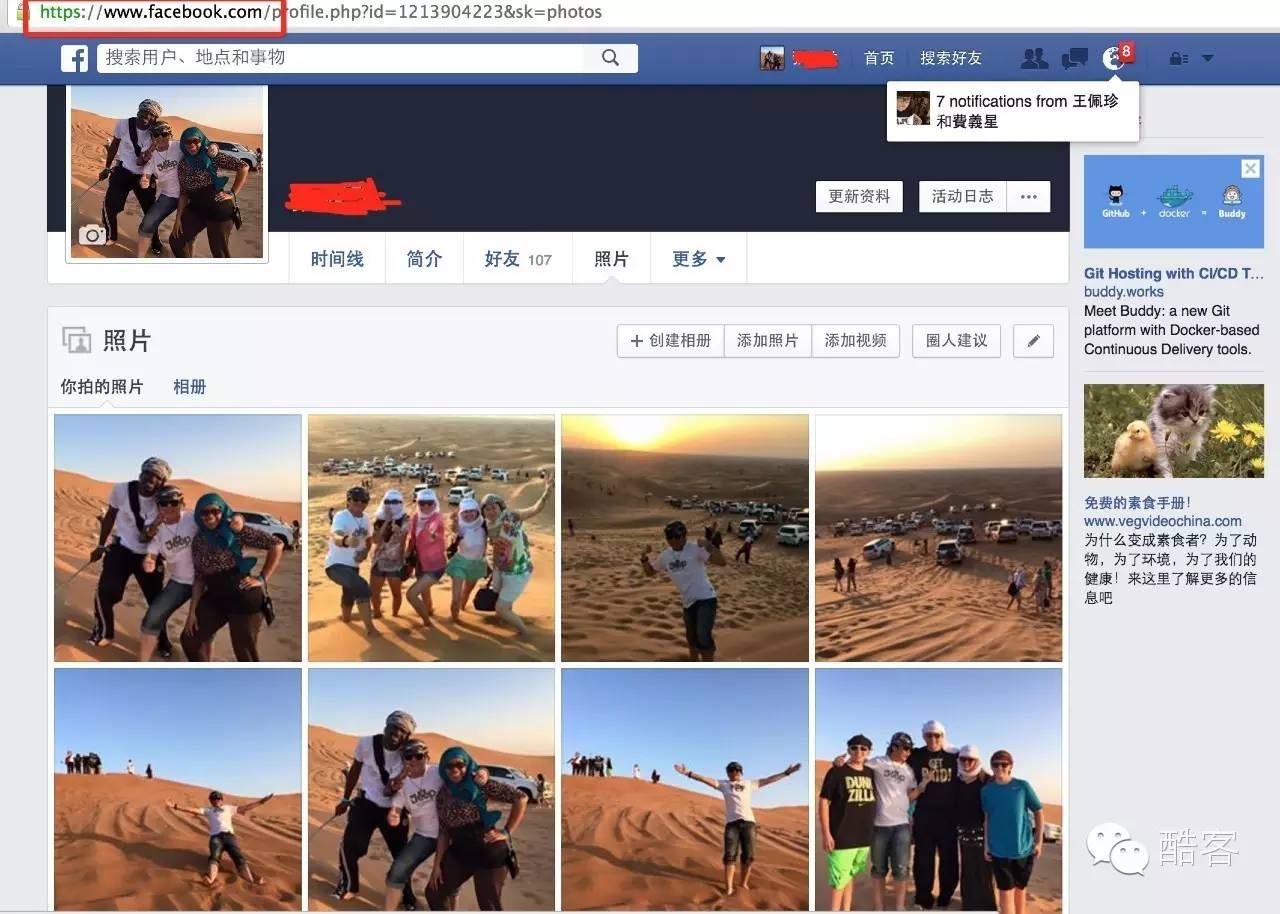 https://www.facebook.com/profile.php?id=1213904223&sk=photos
搜索用户、地点和事物
首页
搜索好友
8
7 notifications from 王佩珍
和費義星
更新资料
活动日志
时间线
简介
好友 107
照片
更多
照片
+ 创建相册
添加照片
添加视频
圈人建议
你拍的照片
相册
GitHub + docker = Buddy
Git Hosting with CI/CD T...
buddy.works
Meet Buddy: a new Git
platform with Docker-based
Continuous Delivery tools.
免费的素食手册！
www.vegvideochina.com
为什么变成素食者？为了动
物，为了环境，为了我们的
健康！来这里了解更多的信
息吧
Jeep
DUNK
ZILLA
GET
酷客